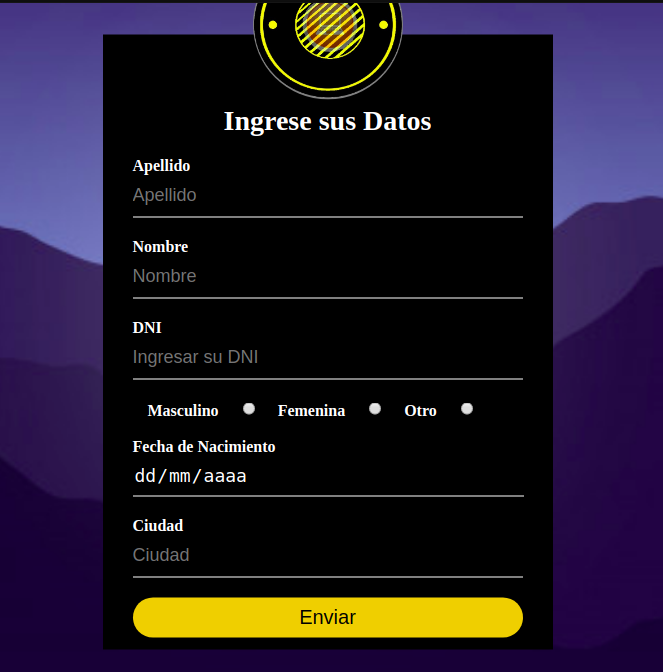 Ingrese sus Datos
Apellido
Apellido
Nombre
Nombre
DNI
Ingresar su DNI
Masculino Femenina Otro
Fecha de Nacimiento
dd/mm/aaaa
Ciudad
Ciudad
Enviar